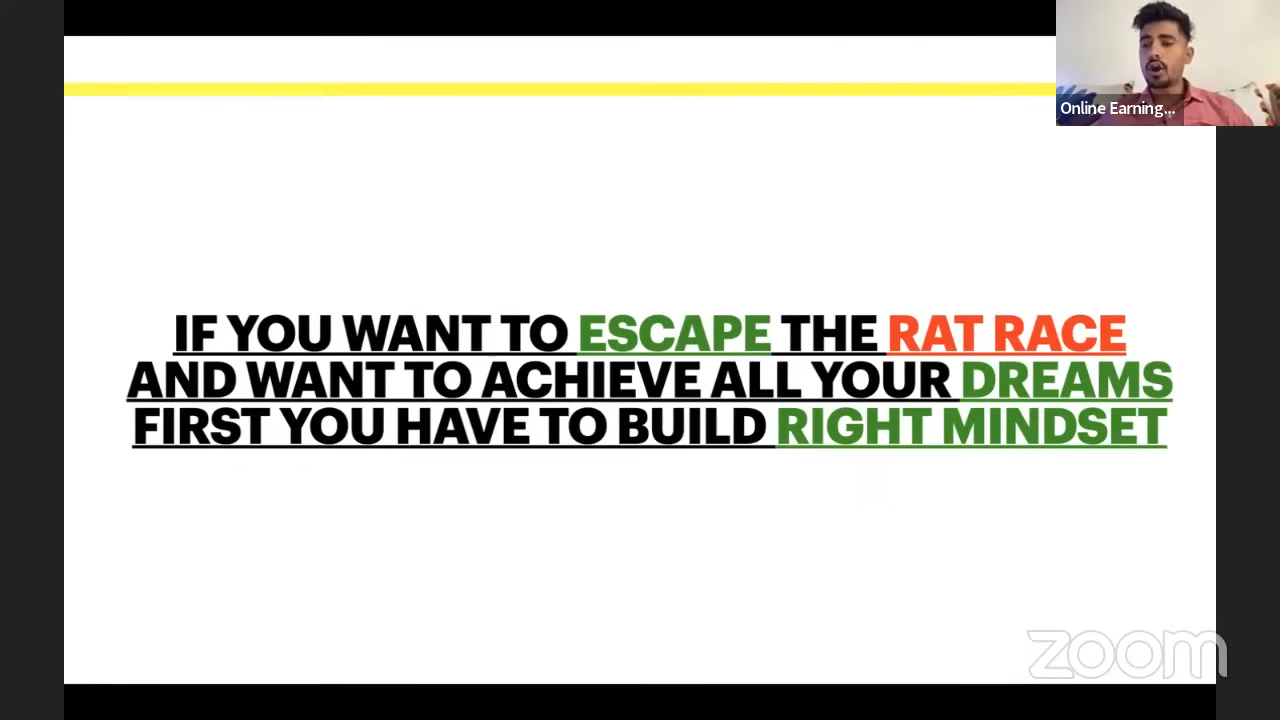 Online Earning...
IF YOU WANT TO ESCAPE THE RAT RACE
AND WANT TO ACHIEVE ALL YOUR DREAMS
FIRST YOU HAVE TO BUILD RIGHT MINDSET
zoom